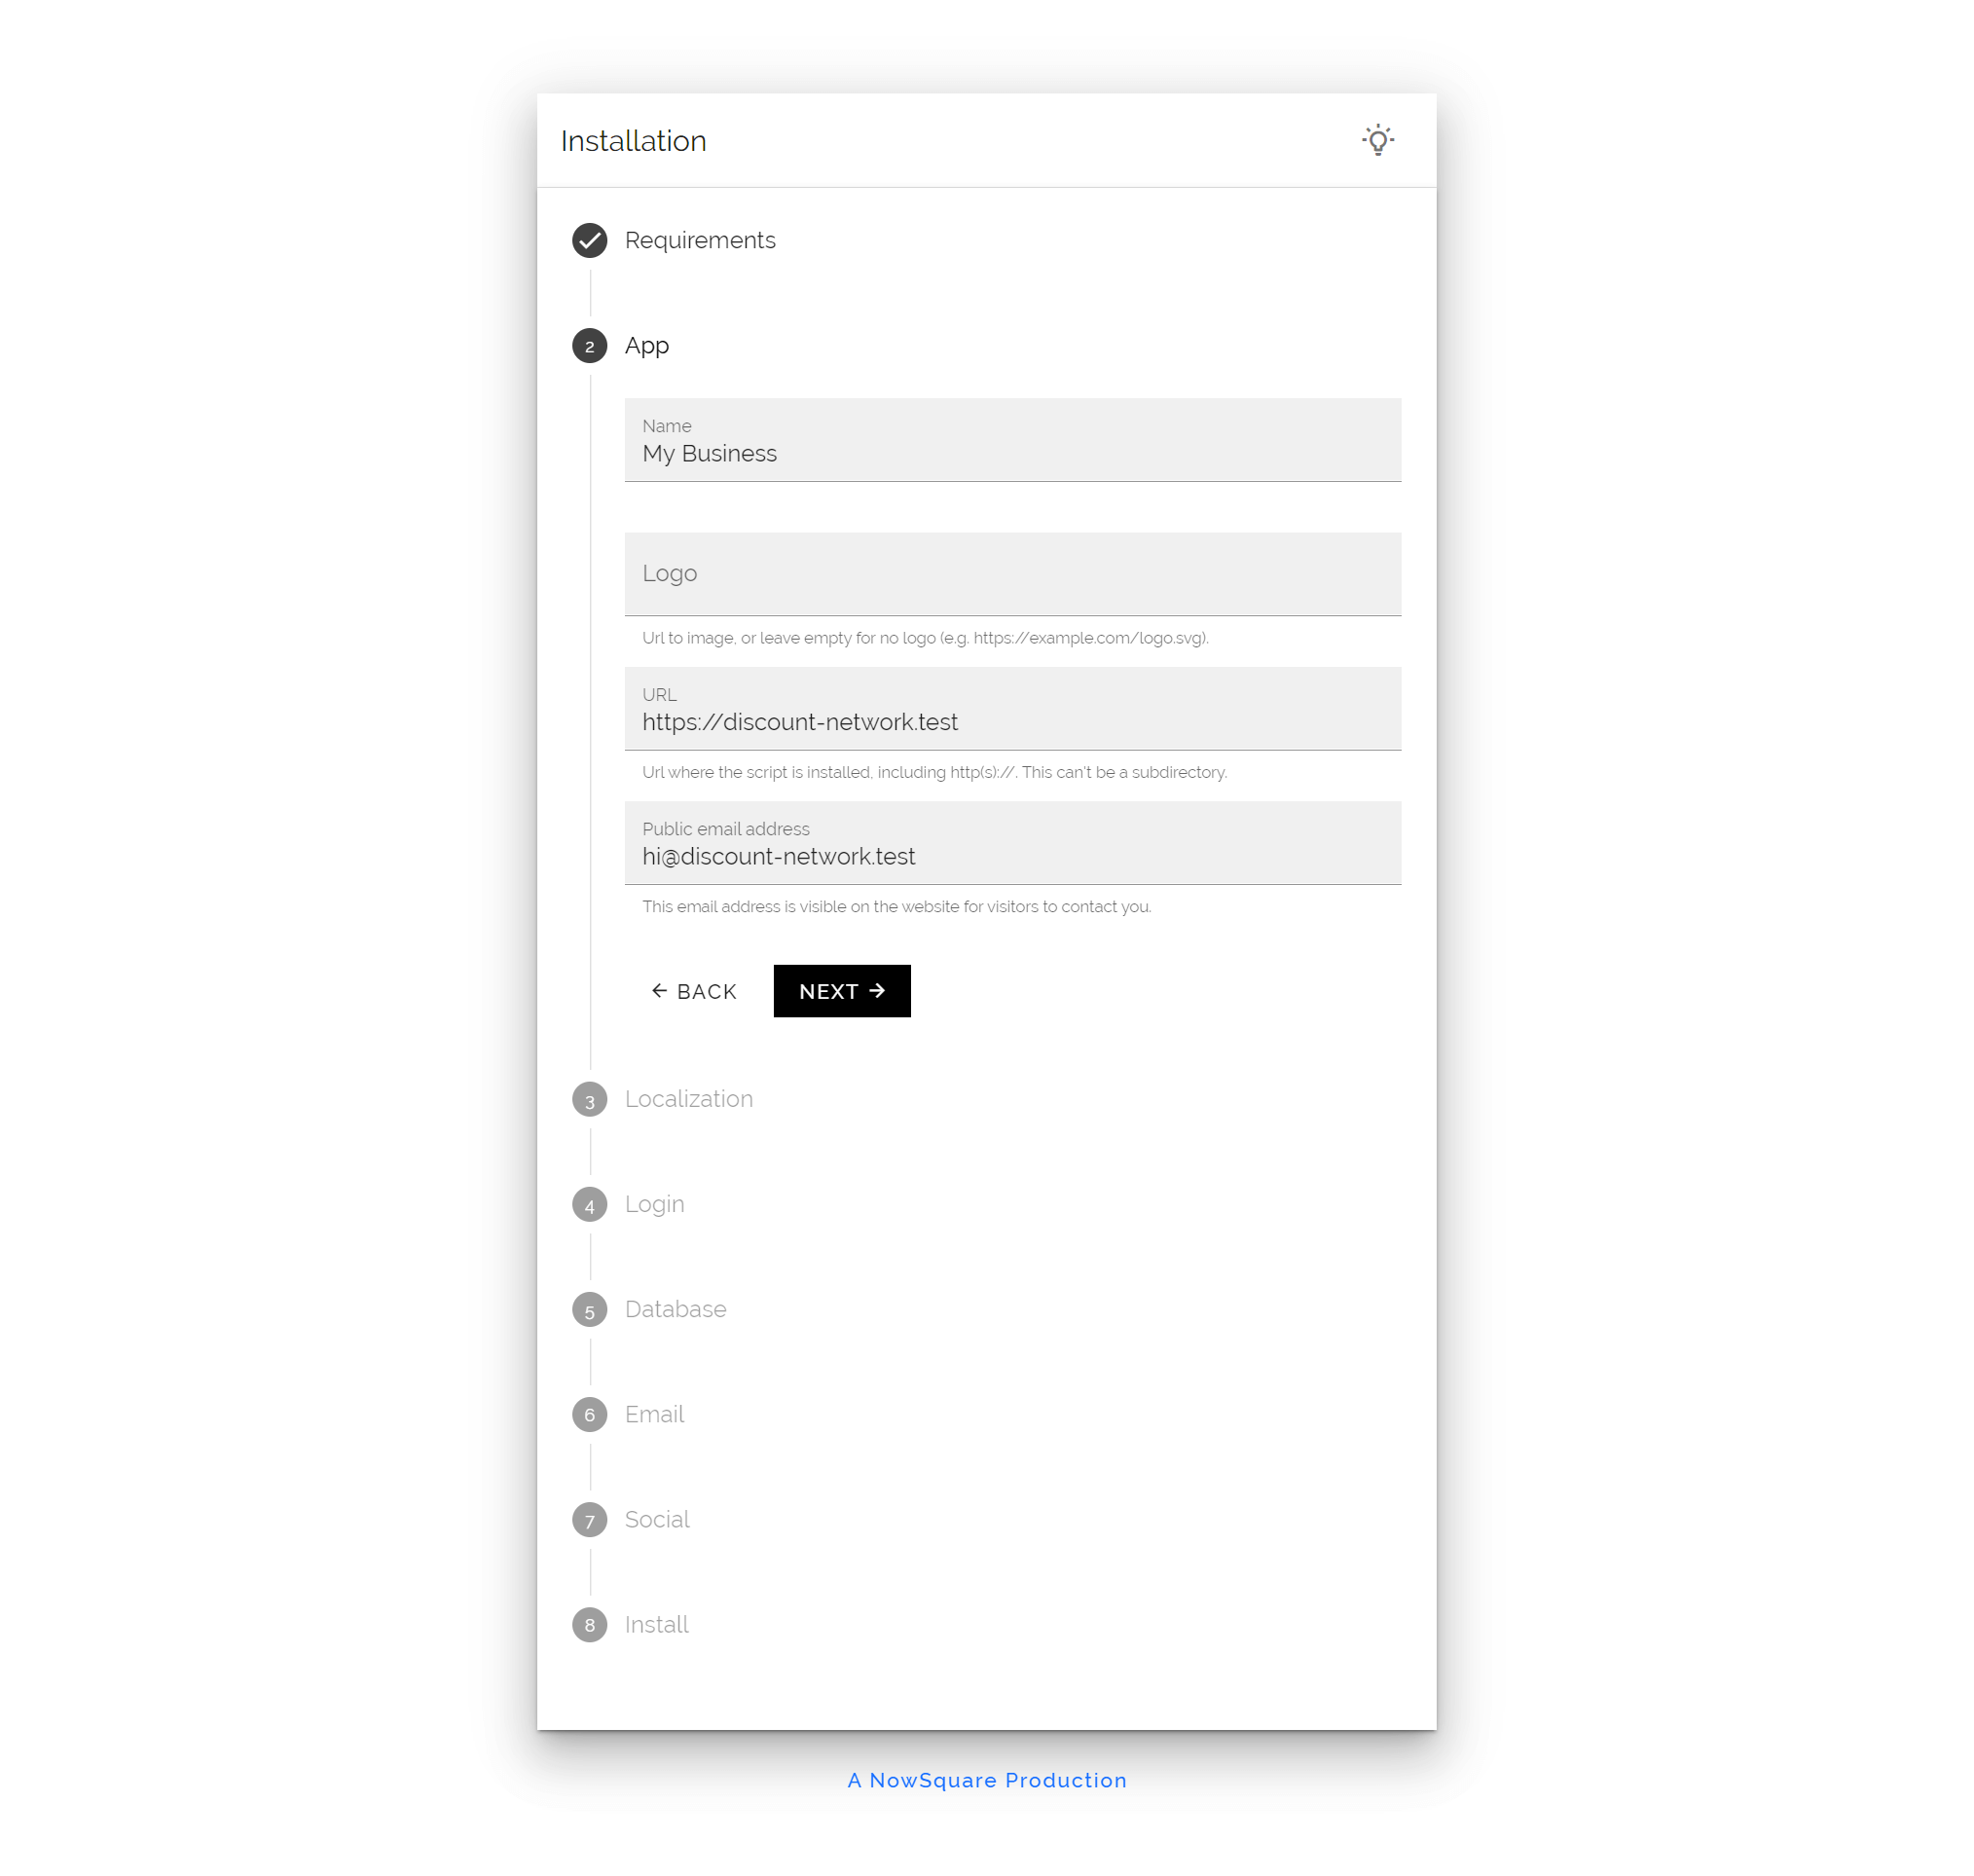 Installation
Requirements
2 App
Name
My Business
Logo
Url to image, or leave empty for no logo (e.g. https://example.com/logo.svg).
URL
https://discount-network.test
Url where the script is installed, including http(s)://. This can't be a subdirectory.
Public email address
hi@discount-network.test
This email address is visible on the website for visitors to contact you.
BACK NEXT
3 Localization
4 Login
5 Database
6 Email
7 Social
8 Install
A NowSquare Production